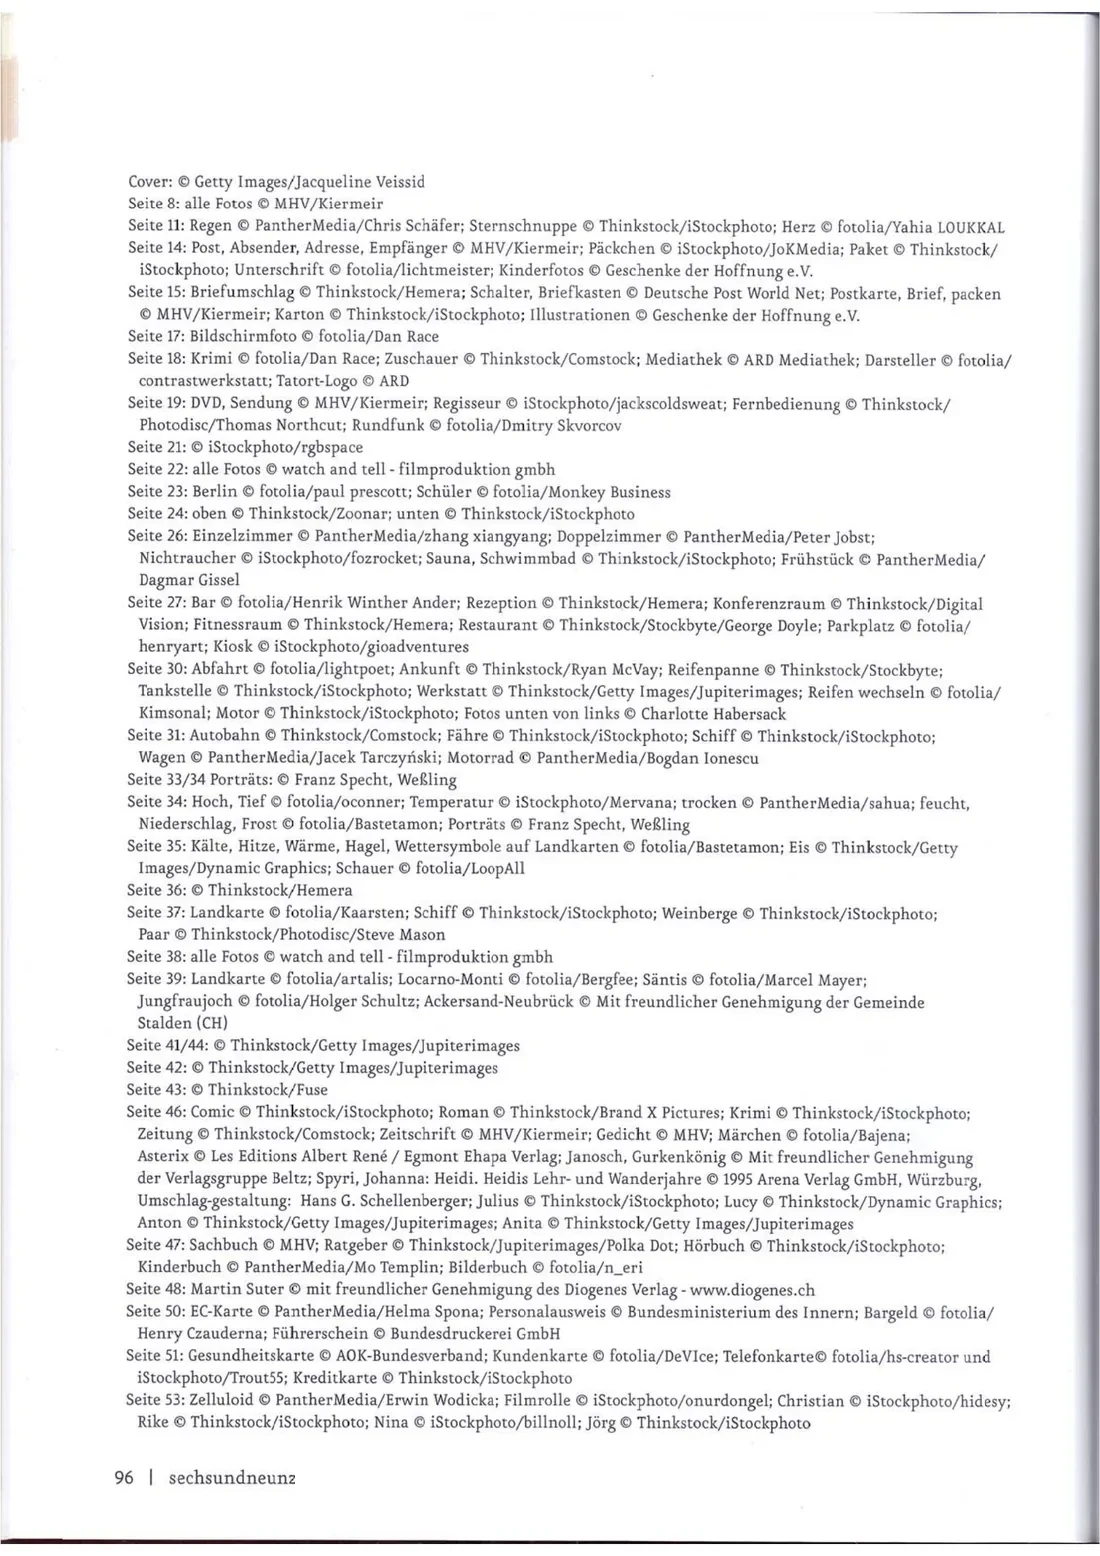 Cover: © Getty Images/Jacqueline Veissid
Seite 8: alle Fotos © MHV/Kiermeir
Seite 11: Regen © PantherMedia/Chris Schäfer; Sternschnuppe © Thinkstock/iStockphoto; Herz © fotolia/Yahia LOUKKAL
Seite 14: Post, Absender, Adresse, Empfänger © MHV/Kiermeir; Päckchen © iStockphoto/JoKMedia; Paket © Thinkstock/
iStockphoto; Unterschrift © fotolia/lichtmeister; Kinderfotos © Geschenke der Hoffnung e.V.
Seite 15: Briefumschlag © Thinkstock/Hemera; Schalter, Briefkasten © Deutsche Post World Net; Postkarte, Brief, packen
© MHV/Kiermeir; Karton © Thinkstock/iStockphoto; Illustrationen © Geschenke der Hoffnung e.V.
Seite 17: Bildschirmfoto © fotolia/Dan Race
Seite 18: Krimi © fotolia/Dan Race; Zuschauer © Thinkstock/Comstock; Mediathek © ARD Mediathek; Darsteller © fotolia/
contrastwerkstatt; Tatort-Logo © ARD
Seite 19: DVD, Sendung © MHV/Kiermeir; Regisseur © iStockphoto/jackscoldsweat; Fernbedienung © Thinkstock/
Photodisc/Thomas Northcut; Rundfunk © fotolia/Dmitry Skvorcov
Seite 21: © iStockphoto/rgbspace
Seite 22: alle Fotos © watch and tell - filmproduktion gmbh
Seite 23: Berlin © fotolia/paul prescott; Schüler © fotolia/Monkey Business
Seite 24: oben © Thinkstock/Zoonar; unten © Thinkstock/iStockphoto
Seite 26: Einzelzimmer © PantherMedia/zhang xiangyang; Doppelzimmer © PantherMedia/Peter Jobst;
Nichtraucher © iStockphoto/fozrocket; Sauna, Schwimmbad © Thinkstock/iStockphoto; Frühstück © PantherMedia/
Dagmar Gissel
Seite 27: Bar © fotolia/Henrik Winther Ander; Rezeption © Thinkstock/Hemera; Konferenzraum © Thinkstock/Digital
Vision; Fitnessraum © Thinkstock/Hemera; Restaurant © Thinkstock/Stockbyte/George Doyle; Parkplatz © fotolia/
henryart; Kiosk © iStockphoto/gioadventures
Seite 30: Abfahrt © fotolia/lightpoet; Ankunft © Thinkstock/Ryan McVay; Reifenpanne © Thinkstock/Stockbyte;
Tankstelle © Thinkstock/iStockphoto; Werkstatt © Thinkstock/Getty Images/Jupiterimages; Reifen wechseln © fotolia/
Kimsonal; Motor © Thinkstock/iStockphoto; Fotos unten von links © Charlotte Habersack
Seite 31: Autobahn © Thinkstock/Comstock; Fähre © Thinkstock/iStockphoto; Schiff © Thinkstock/iStockphoto;
Wagen © PantherMedia/Jacek Tarczyński; Motorrad © PantherMedia/Bogdan Ionescu
Seite 33/34 Porträts: © Franz Specht, Weßling
Seite 34: Hoch, Tief © fotolia/oconner; Temperatur © iStockphoto/Mervana; trocken © PantherMedia/sahua; feucht,
Niederschlag, Frost © fotolia/Bastetamon; Porträts © Franz Specht, Weßling
Seite 35: Kälte, Hitze, Wärme, Hagel, Wettersymbole auf Landkarten © fotolia/Bastetamon; Eis © Thinkstock/Getty
Images/Dynamic Graphics; Schauer © fotolia/LoopAll
Seite 36: © Thinkstock/Hemera
Seite 37: Landkarte © fotolia/Kaarsten; Schiff © Thinkstock/iStockphoto; Weinberge © Thinkstock/iStockphoto;
Paar © Thinkstock/Photodisc/Steve Mason
Seite 38: alle Fotos © watch and tell - filmproduktion gmbh
Seite 39: Landkarte © fotolia/artalis; Locarno-Monti © fotolia/Bergfee; Säntis © fotolia/Marcel Mayer;
Jungfraujoch © fotolia/Holger Schultz; Ackersand-Neubrück © Mit freundlicher Genehmigung der Gemeinde
Stalden (CH)
Seite 41/44: © Thinkstock/Getty Images/Jupiterimages
Seite 42: © Thinkstock/Getty Images/Jupiterimages
Seite 43: © Thinkstock/Fuse
Seite 46: Comic © Thinkstock/iStockphoto; Roman © Thinkstock/Brand X Pictures; Krimi © Thinkstock/iStockphoto;
Zeitung © Thinkstock/Comstock; Zeitschrift © MHV/Kiermeir; Gedicht © MHV; Märchen © fotolia/Bajena;
Asterix © Les Editions Albert René / Egmont Ehapa Verlag; Janosch, Gurkenkönig © Mit freundlicher Genehmigung
der Verlagsgruppe Beltz; Spyri, Johanna: Heidi. Heidis Lehr- und Wanderjahre © 1995 Arena Verlag GmbH, Würzburg,
Umschlag-gestaltung: Hans G. Schellenberger; Julius © Thinkstock/iStockphoto; Lucy © Thinkstock/Dynamic Graphics;
Anton © Thinkstock/Getty Images/Jupiterimages; Anita © Thinkstock/Getty Images/Jupiterimages
Seite 47: Sachbuch © MHV; Ratgeber © Thinkstock/Jupiterimages/Polka Dot; Hörbuch © Thinkstock/iStockphoto;
Kinderbuch © PantherMedia/Mo Templin; Bilderbuch © fotolia/n_eri
Seite 48: Martin Suter © mit freundlicher Genehmigung des Diogenes Verlag - www.diogenes.ch
Seite 50: EC-Karte © PantherMedia/Helma Spona; Personalausweis © Bundesministerium des Innern; Bargeld © fotolia/
Henry Czauderna; Führerschein © Bundesdruckerei GmbH
Seite 51: Gesundheitskarte © AOK-Bundesverband; Kundenkarte © fotolia/DeVIce; Telefonkarte© fotolia/hs-creator und
iStockphoto/Trout55; Kreditkarte © Thinkstock/iStockphoto
Seite 53: Zelluloid © PantherMedia/Erwin Wodicka; Filmrolle © iStockphoto/onurdongel; Christian © iStockphoto/hidesy;
Rike © Thinkstock/iStockphoto; Nina © iStockphoto/billnoll; Jörg © Thinkstock/iStockphoto
96 | sechsundneunz